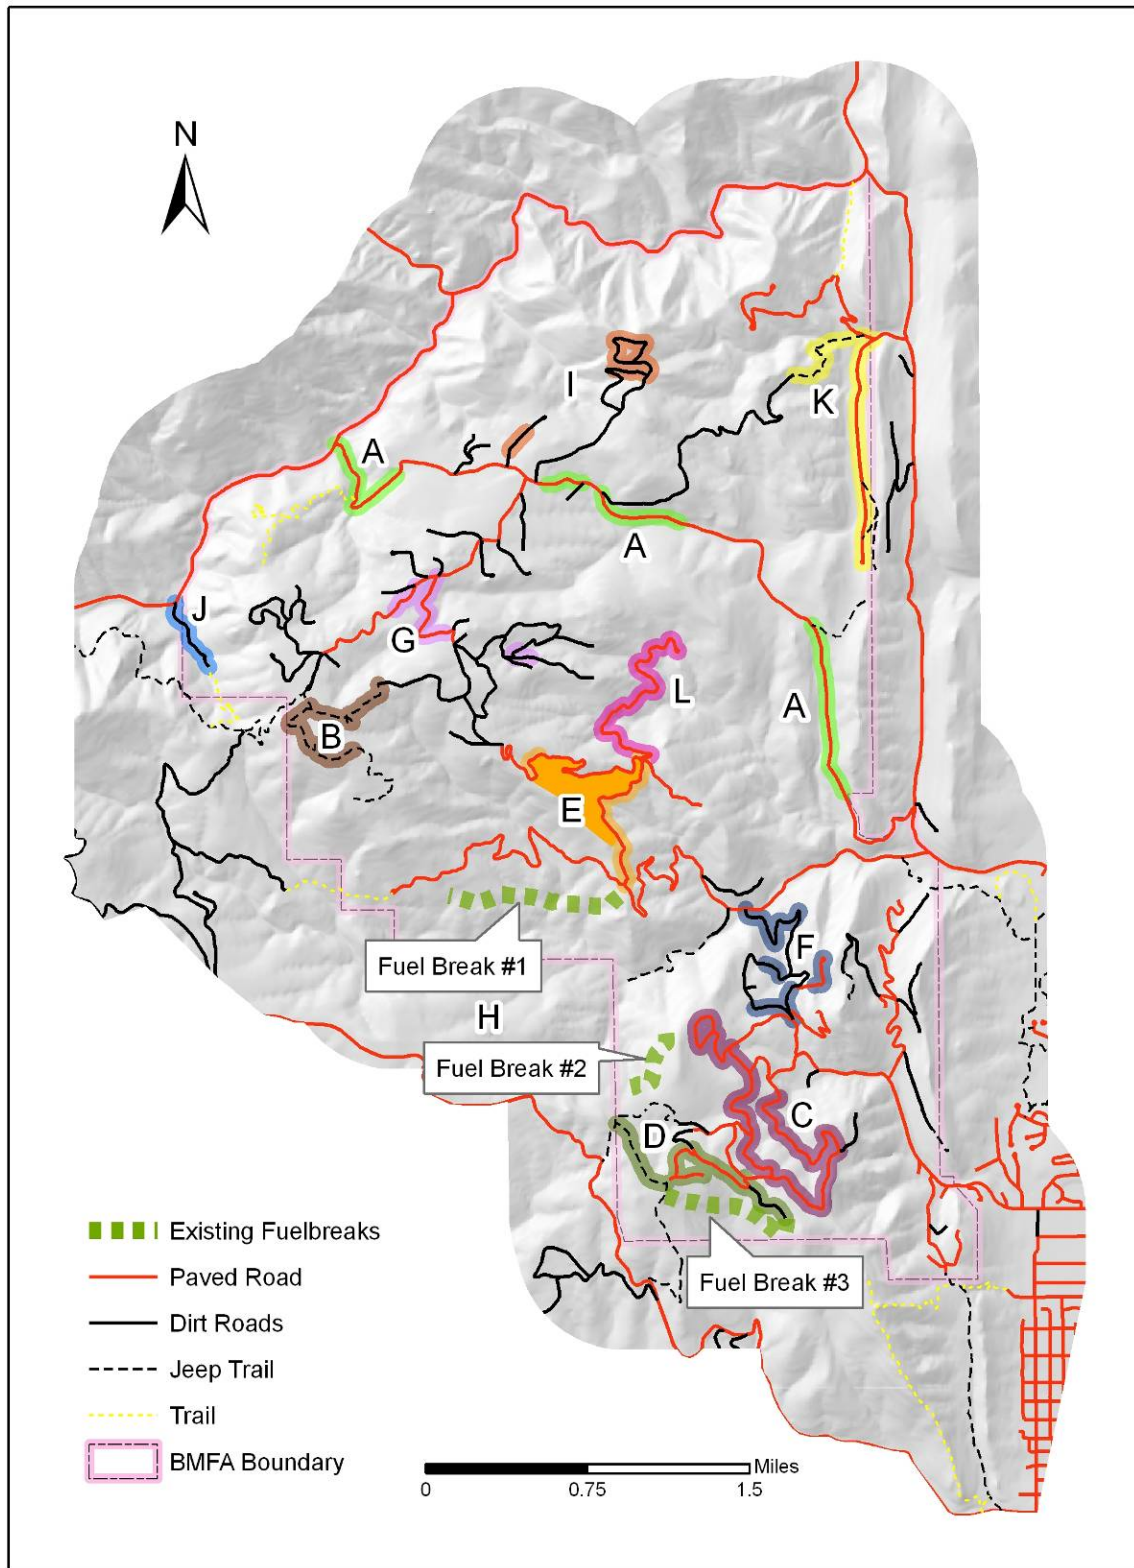 N
I
K
A
A
J
G
L
A
B
E
F
Fuel Break #1
H
Fuel Break #2
C
D
Fuel Break #3
Existing Fuelbreaks
Paved Road
Dirt Roads
Jeep Trail
Trail
BMFA Boundary
Miles
0 0.75 1.5